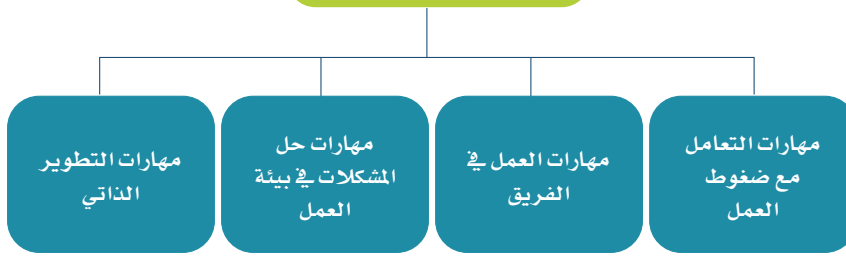 مهارات التعامل
مع ضغوط
العمل
مهارات العمل في
الفريق
مهارات حل
المشكلات في بيئة
العمل
مهارات التطوير
الذاتي